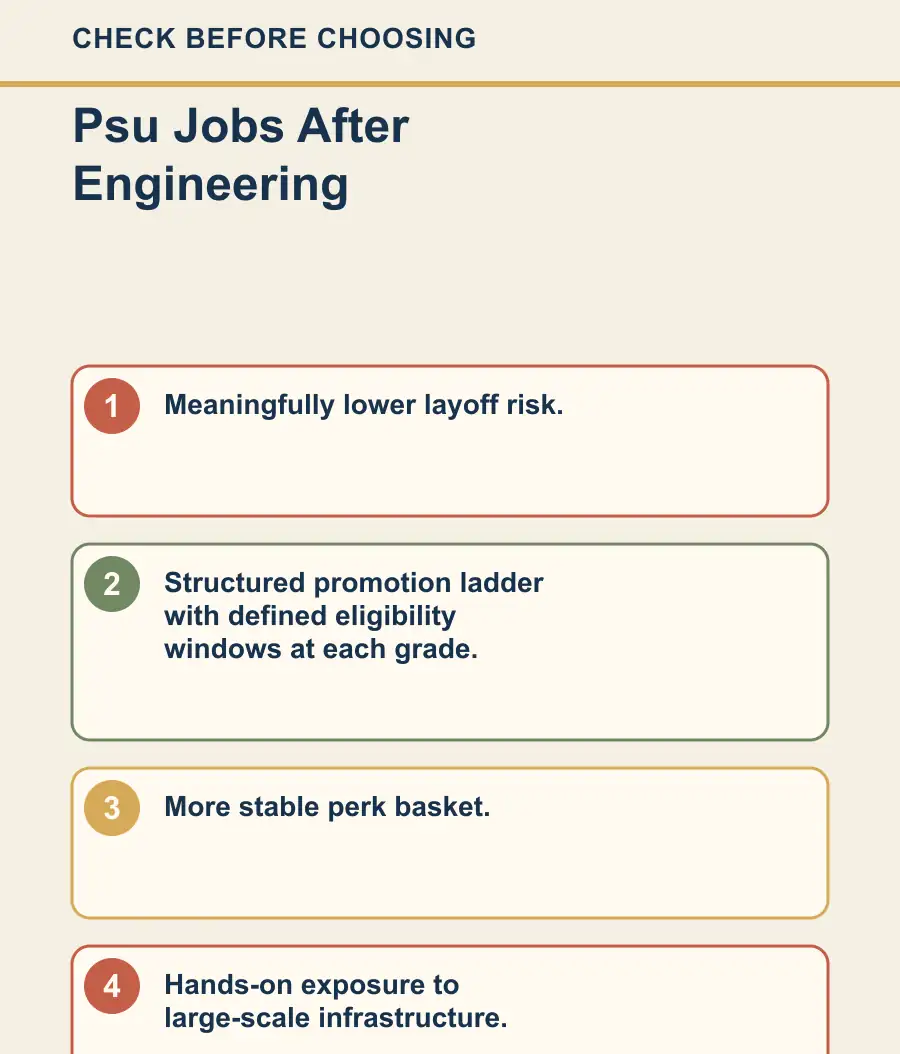 CHECK BEFORE CHOOSING
Psu Jobs After
Engineering
1
Meaningfully lower layoff risk.
2
Structured promotion ladder
with defined eligibility
windows at each grade.
3
More stable perk basket.
4
Hands-on exposure to
large-scale infrastructure.